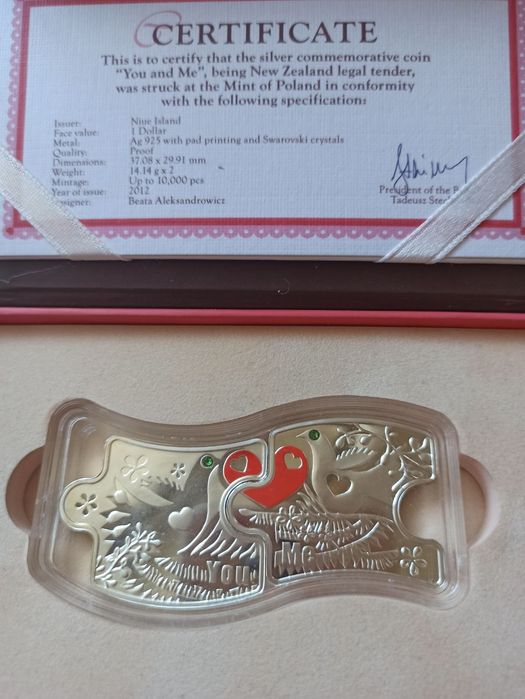 CERTIFICATE
This is to certify that the silver commemorative coin
"You and Me", being New Zealand legal tender,
was struck at the Mint of Poland in conformity
with the following specification:
Issuer: Niue Island
Face value: 1 Dollar
Metal: Ag 925 with pad printing and Swarovski crystals
Quality: Proof
Dimensions: 37.08 x 29.91 mm
Weight: 14.14 g x 2
Mintage: Up to 10,000 pcs
Year of issue: 2012
esigner: Beata Aleksandrowicz
President of the
Tadeusz
You
Me